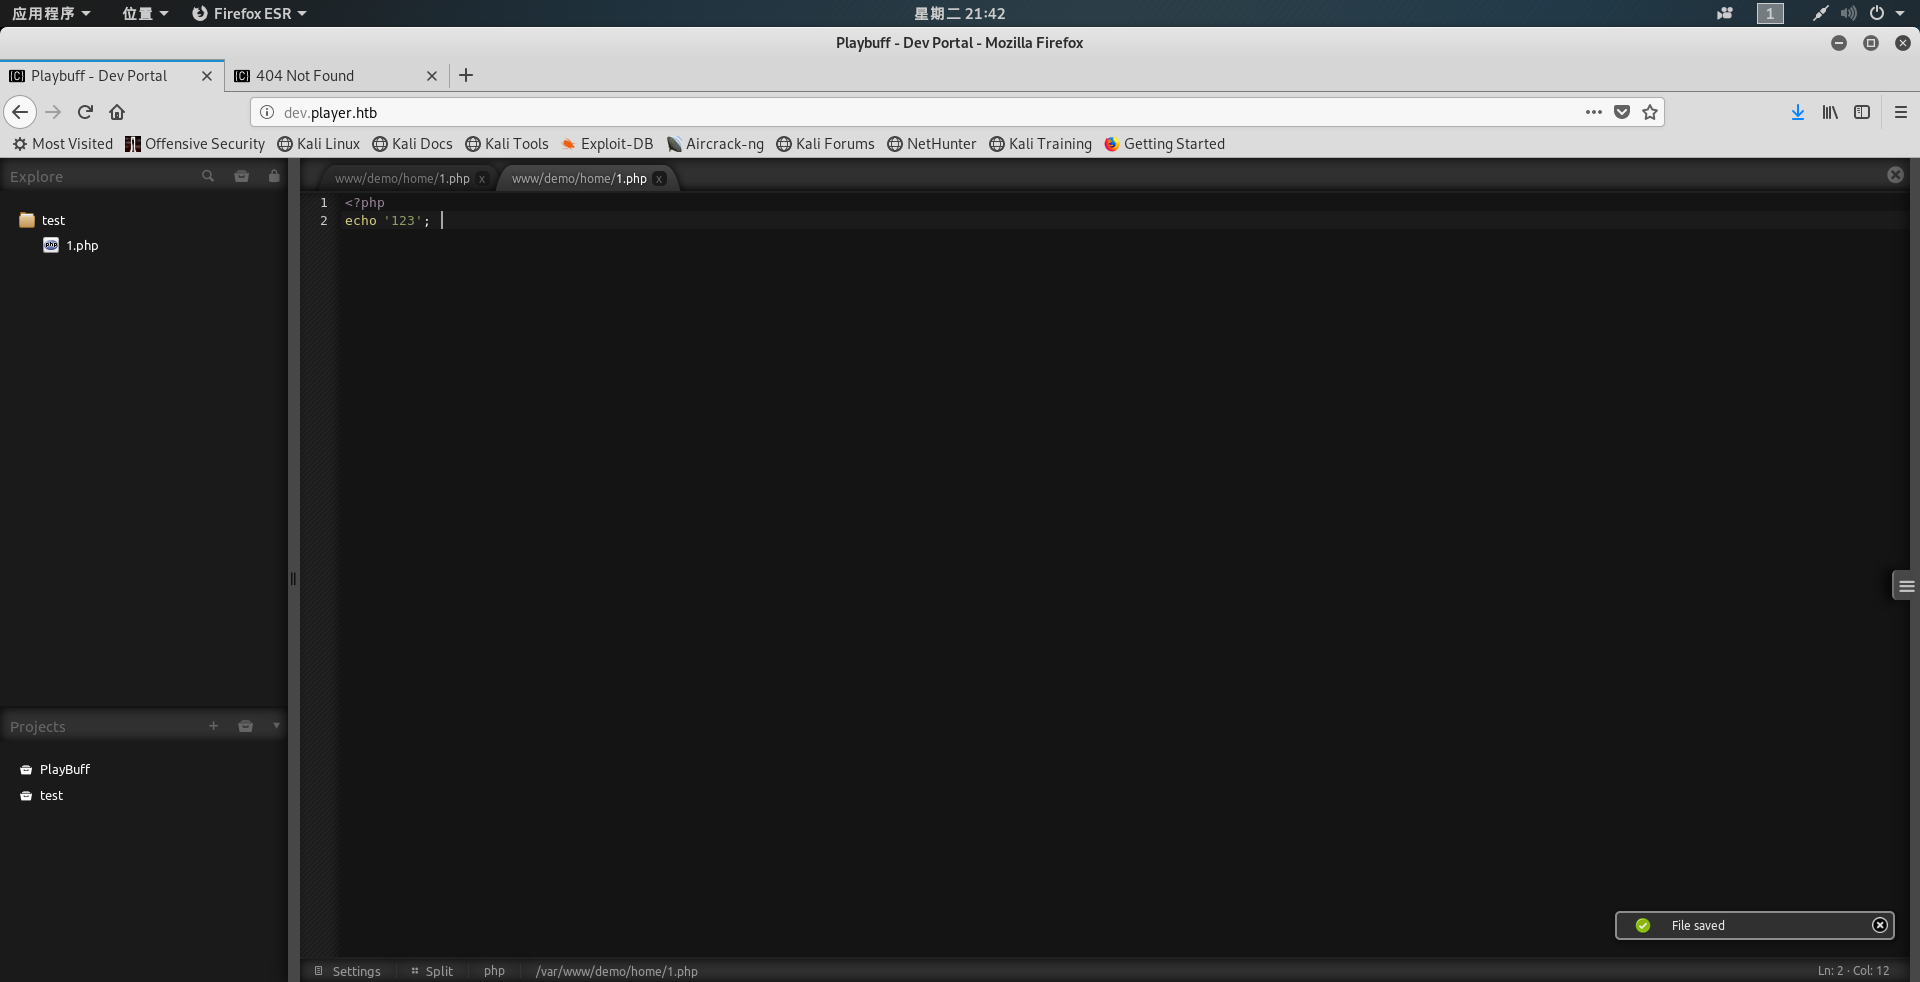 应用程序 位置 Firefox ESR 星期二 21:42 1
Playbuff - Dev Portal - Mozilla Firefox
Playbuff - Dev Portal 404 Not Found
dev.player.htb
Most Visited Offensive Security Kali Linux Kali Docs Kali Tools Exploit-DB Aircrack-ng Kali Forums NetHunter Kali Training Getting Started
Explore
www/demo/home/1.php x www/demo/home/1.php x
1 <?php
2 echo '123';
test
php 1.php
Projects +
PlayBuff
test
File saved
Settings Split php /var/www/demo/home/1.php Ln: 2 · Col: 12